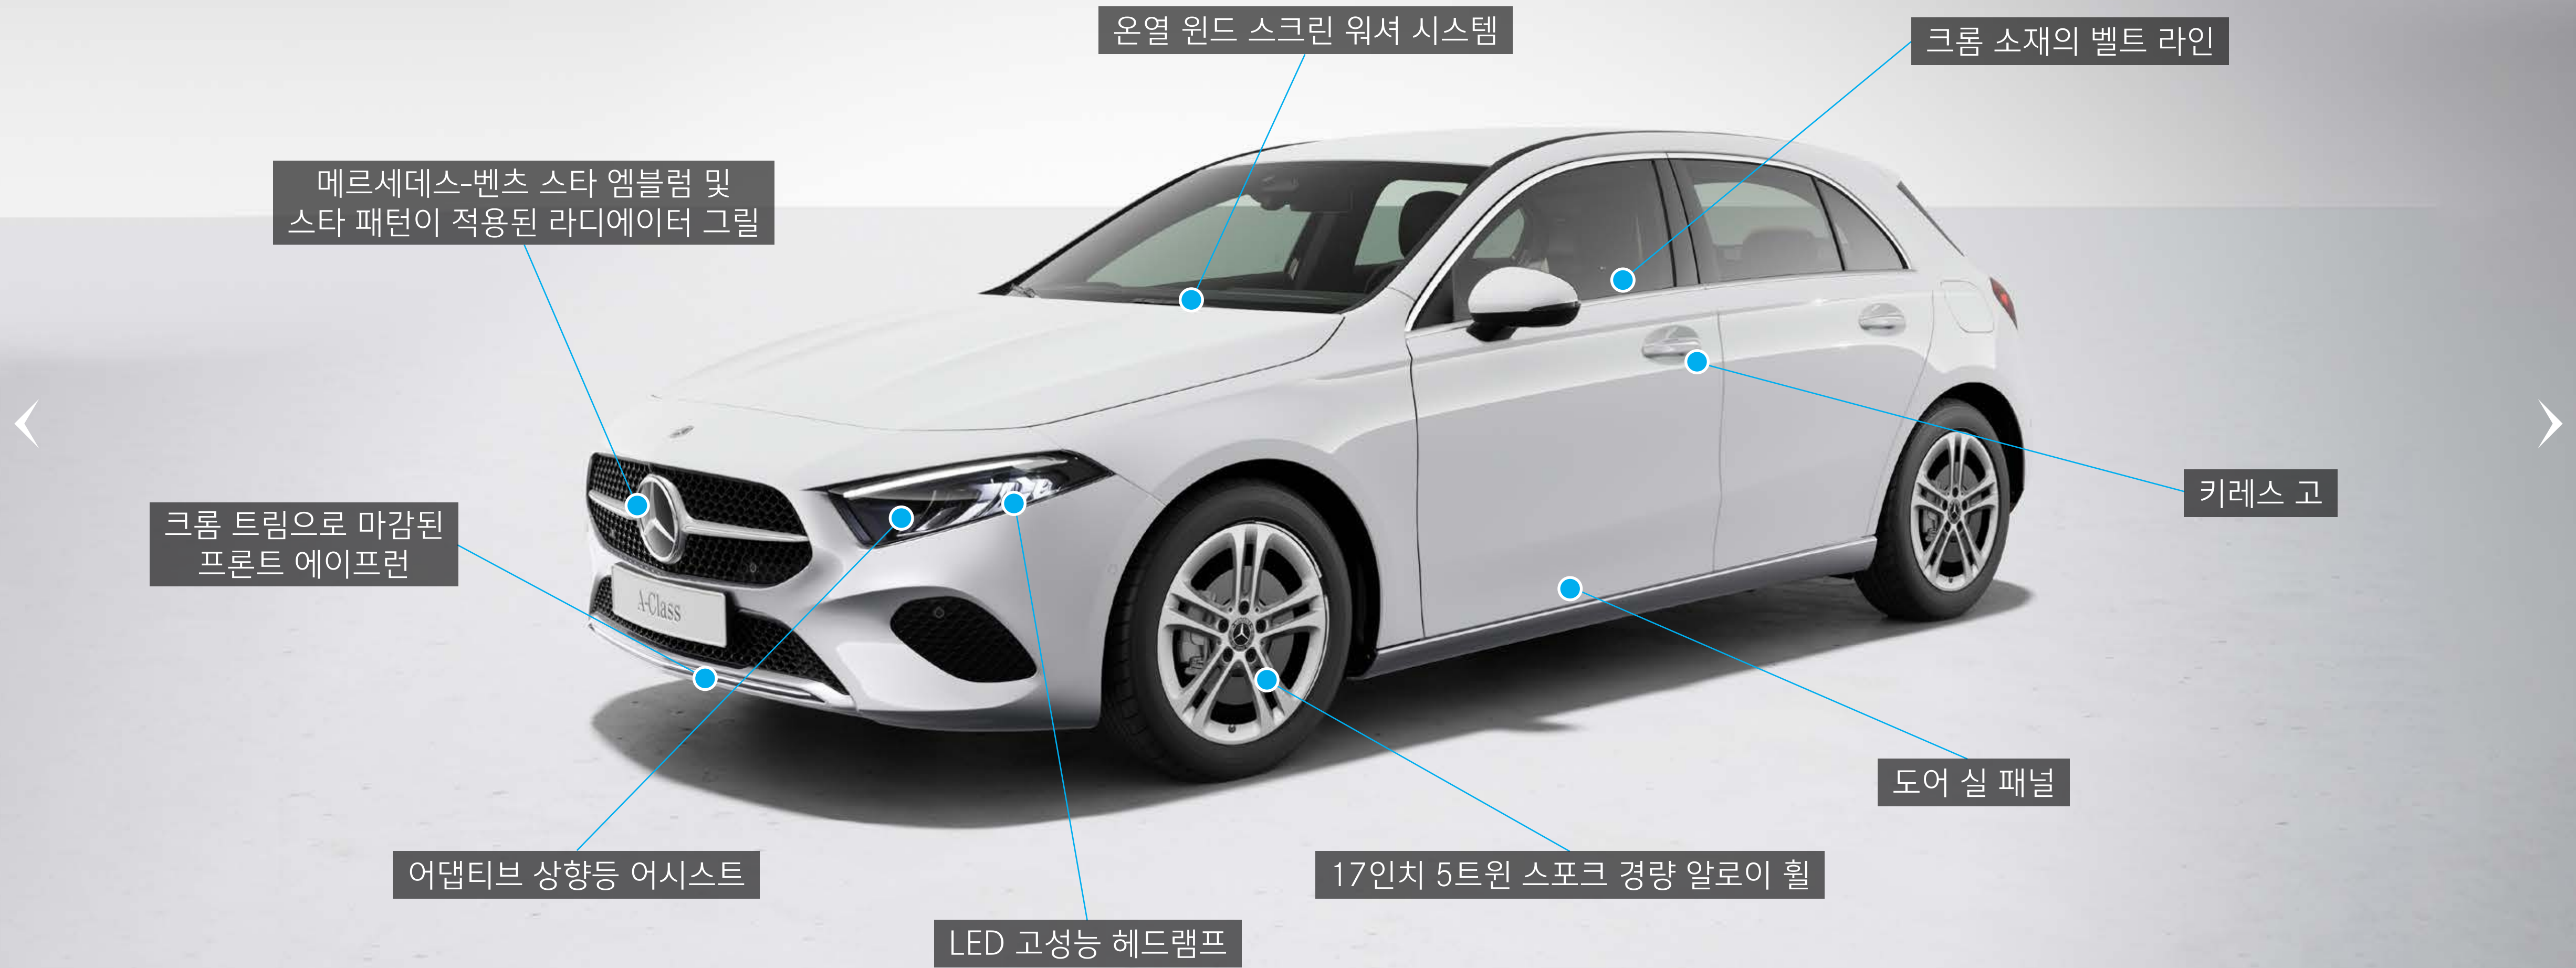 온열 윈드 스크린 워셔 시스템
크롬 소재의 벨트 라인
메르세데스-벤츠 스타 엠블럼 및
스타 패턴이 적용된 라디에이터 그릴
키레스 고
크롬 트림으로 마감된
프론트 에이프런
A-Class
도어 실 패널
어댑티브 상향등 어시스트
17인치 5트윈 스포크 경량 알로이 휠
LED 고성능 헤드램프